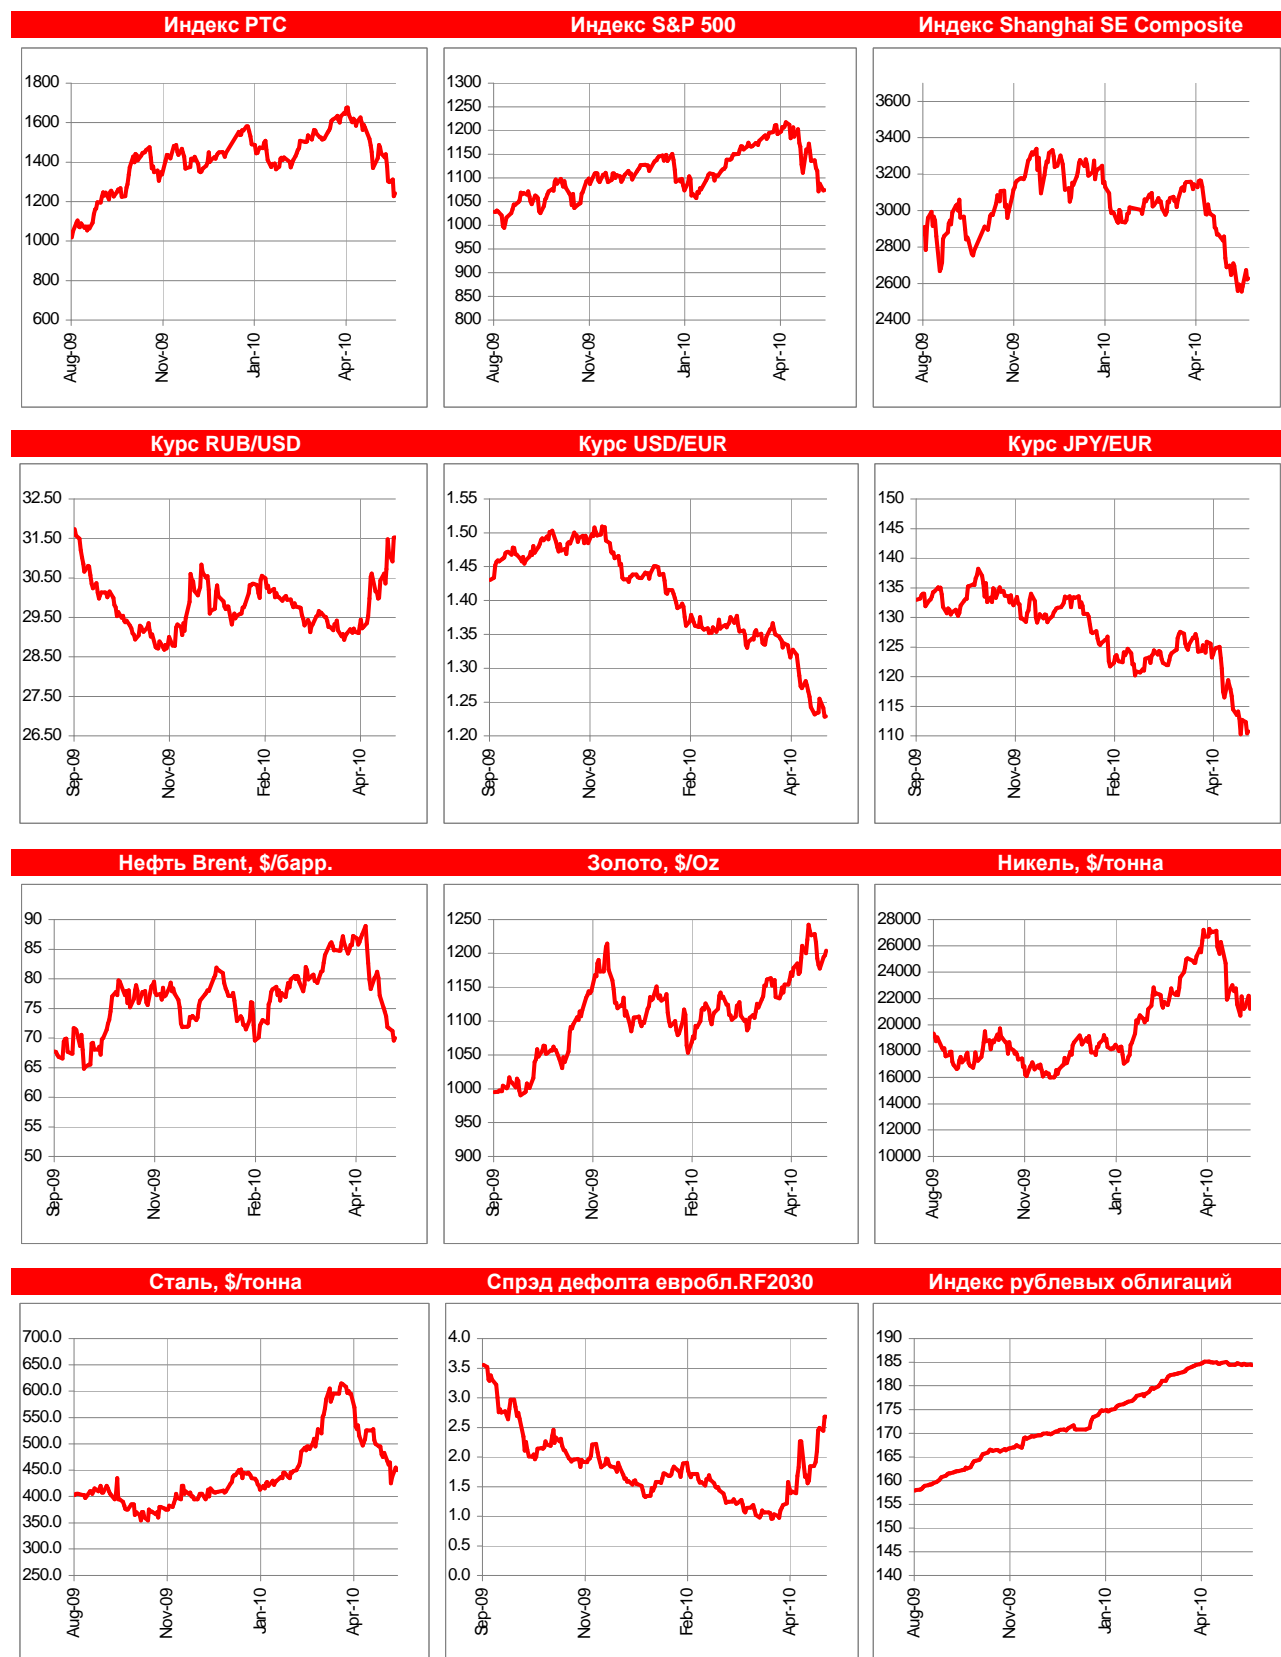 Индекс РТС
1800
1600
1400
1200
1000
800
600
Aug-09
Nov-09
Jan-10
Apr-10
Индекс S&P 500
1300
1250
1200
1150
1100
1050
1000
950
900
850
800
Aug-09
Nov-09
Jan-10
Apr-10
Индекс Shanghai SE Composite
3600
3400
3200
3000
2800
2600
2400
Aug-09
Nov-09
Jan-10
Apr-10
Курс RUB/USD
32.50
31.50
30.50
29.50
28.50
27.50
26.50
Sep-09
Nov-09
Feb-10
Apr-10
Курс USD/EUR
1.55
1.50
1.45
1.40
1.35
1.30
1.25
1.20
Sep-09
Nov-09
Feb-10
Apr-10
Курс JPY/EUR
150
145
140
135
130
125
120
115
110
Sep-09
Nov-09
Feb-10
Apr-10
Нефть Brent, $/барр.
90
85
80
75
70
65
60
55
50
Sep-09
Nov-09
Feb-10
Apr-10
Золото, $/Oz
1250
1200
1150
1100
1050
1000
950
900
Sep-09
Nov-09
Feb-10
Apr-10
Никель, $/тонна
28000
26000
24000
22000
20000
18000
16000
14000
12000
10000
Aug-09
Nov-09
Jan-10
Apr-10
Сталь, $/тонна
700.0
650.0
600.0
550.0
500.0
450.0
400.0
350.0
300.0
250.0
Aug-09
Nov-09
Jan-10
Apr-10
Спрэд дефолта евробл.RF2030
4.0
3.5
3.0
2.5
2.0
1.5
1.0
0.5
0.0
Sep-09
Nov-09
Feb-10
Apr-10
Индекс рублевых облигаций
190
185
180
175
170
165
160
155
150
145
140
Aug-09
Nov-09
Jan-10
Apr-10